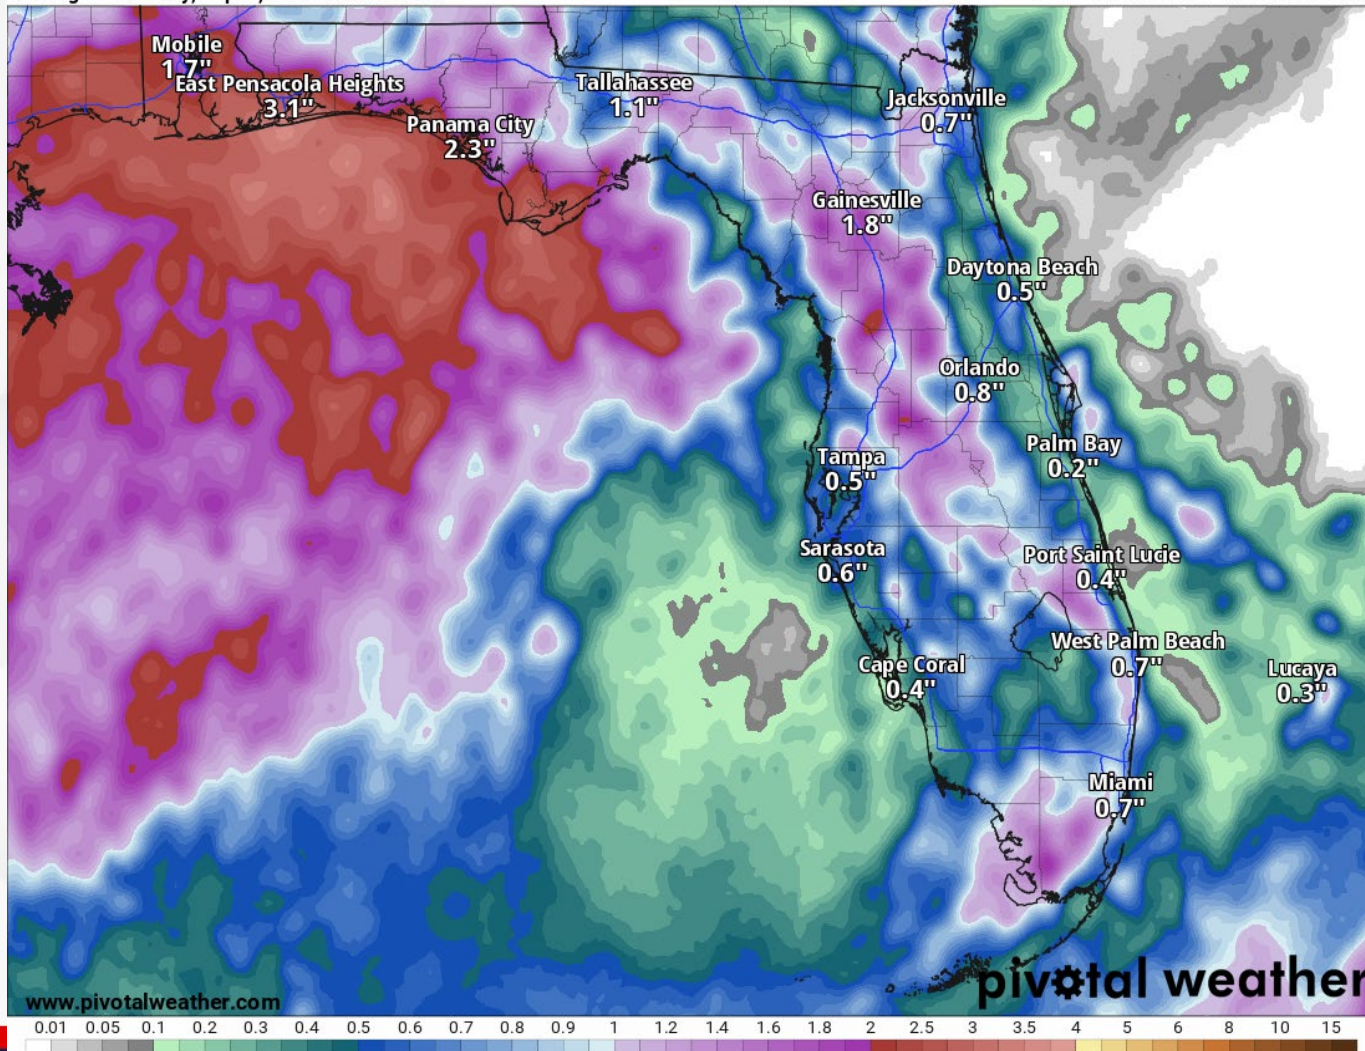 Mobile
1.7"
East Pensacola Heights
3.1"
Panama City
2.3"
Tallahassee
1.1"
Jacksonville
0.7"
Gainesville
1.8"
Daytona Beach
0.5"
Orlando
0.8"
Palm Bay
0.2"
Tampa
0.5"
Sarasota
0.6"
Port Saint Lucie
0.4"
West Palm Beach
0.7"
Cape Coral
0.4"
Lucaya
0.3"
Miami
0.7"
pivotal weather
www.pivotalweather.com
0.01 0.05 0.1 0.2 0.3 0.4 0.5 0.6 0.7 0.8 0.9 1 1.2 1.4 1.6 1.8 2 2.5 3 3.5 4 5 6 8 10 15